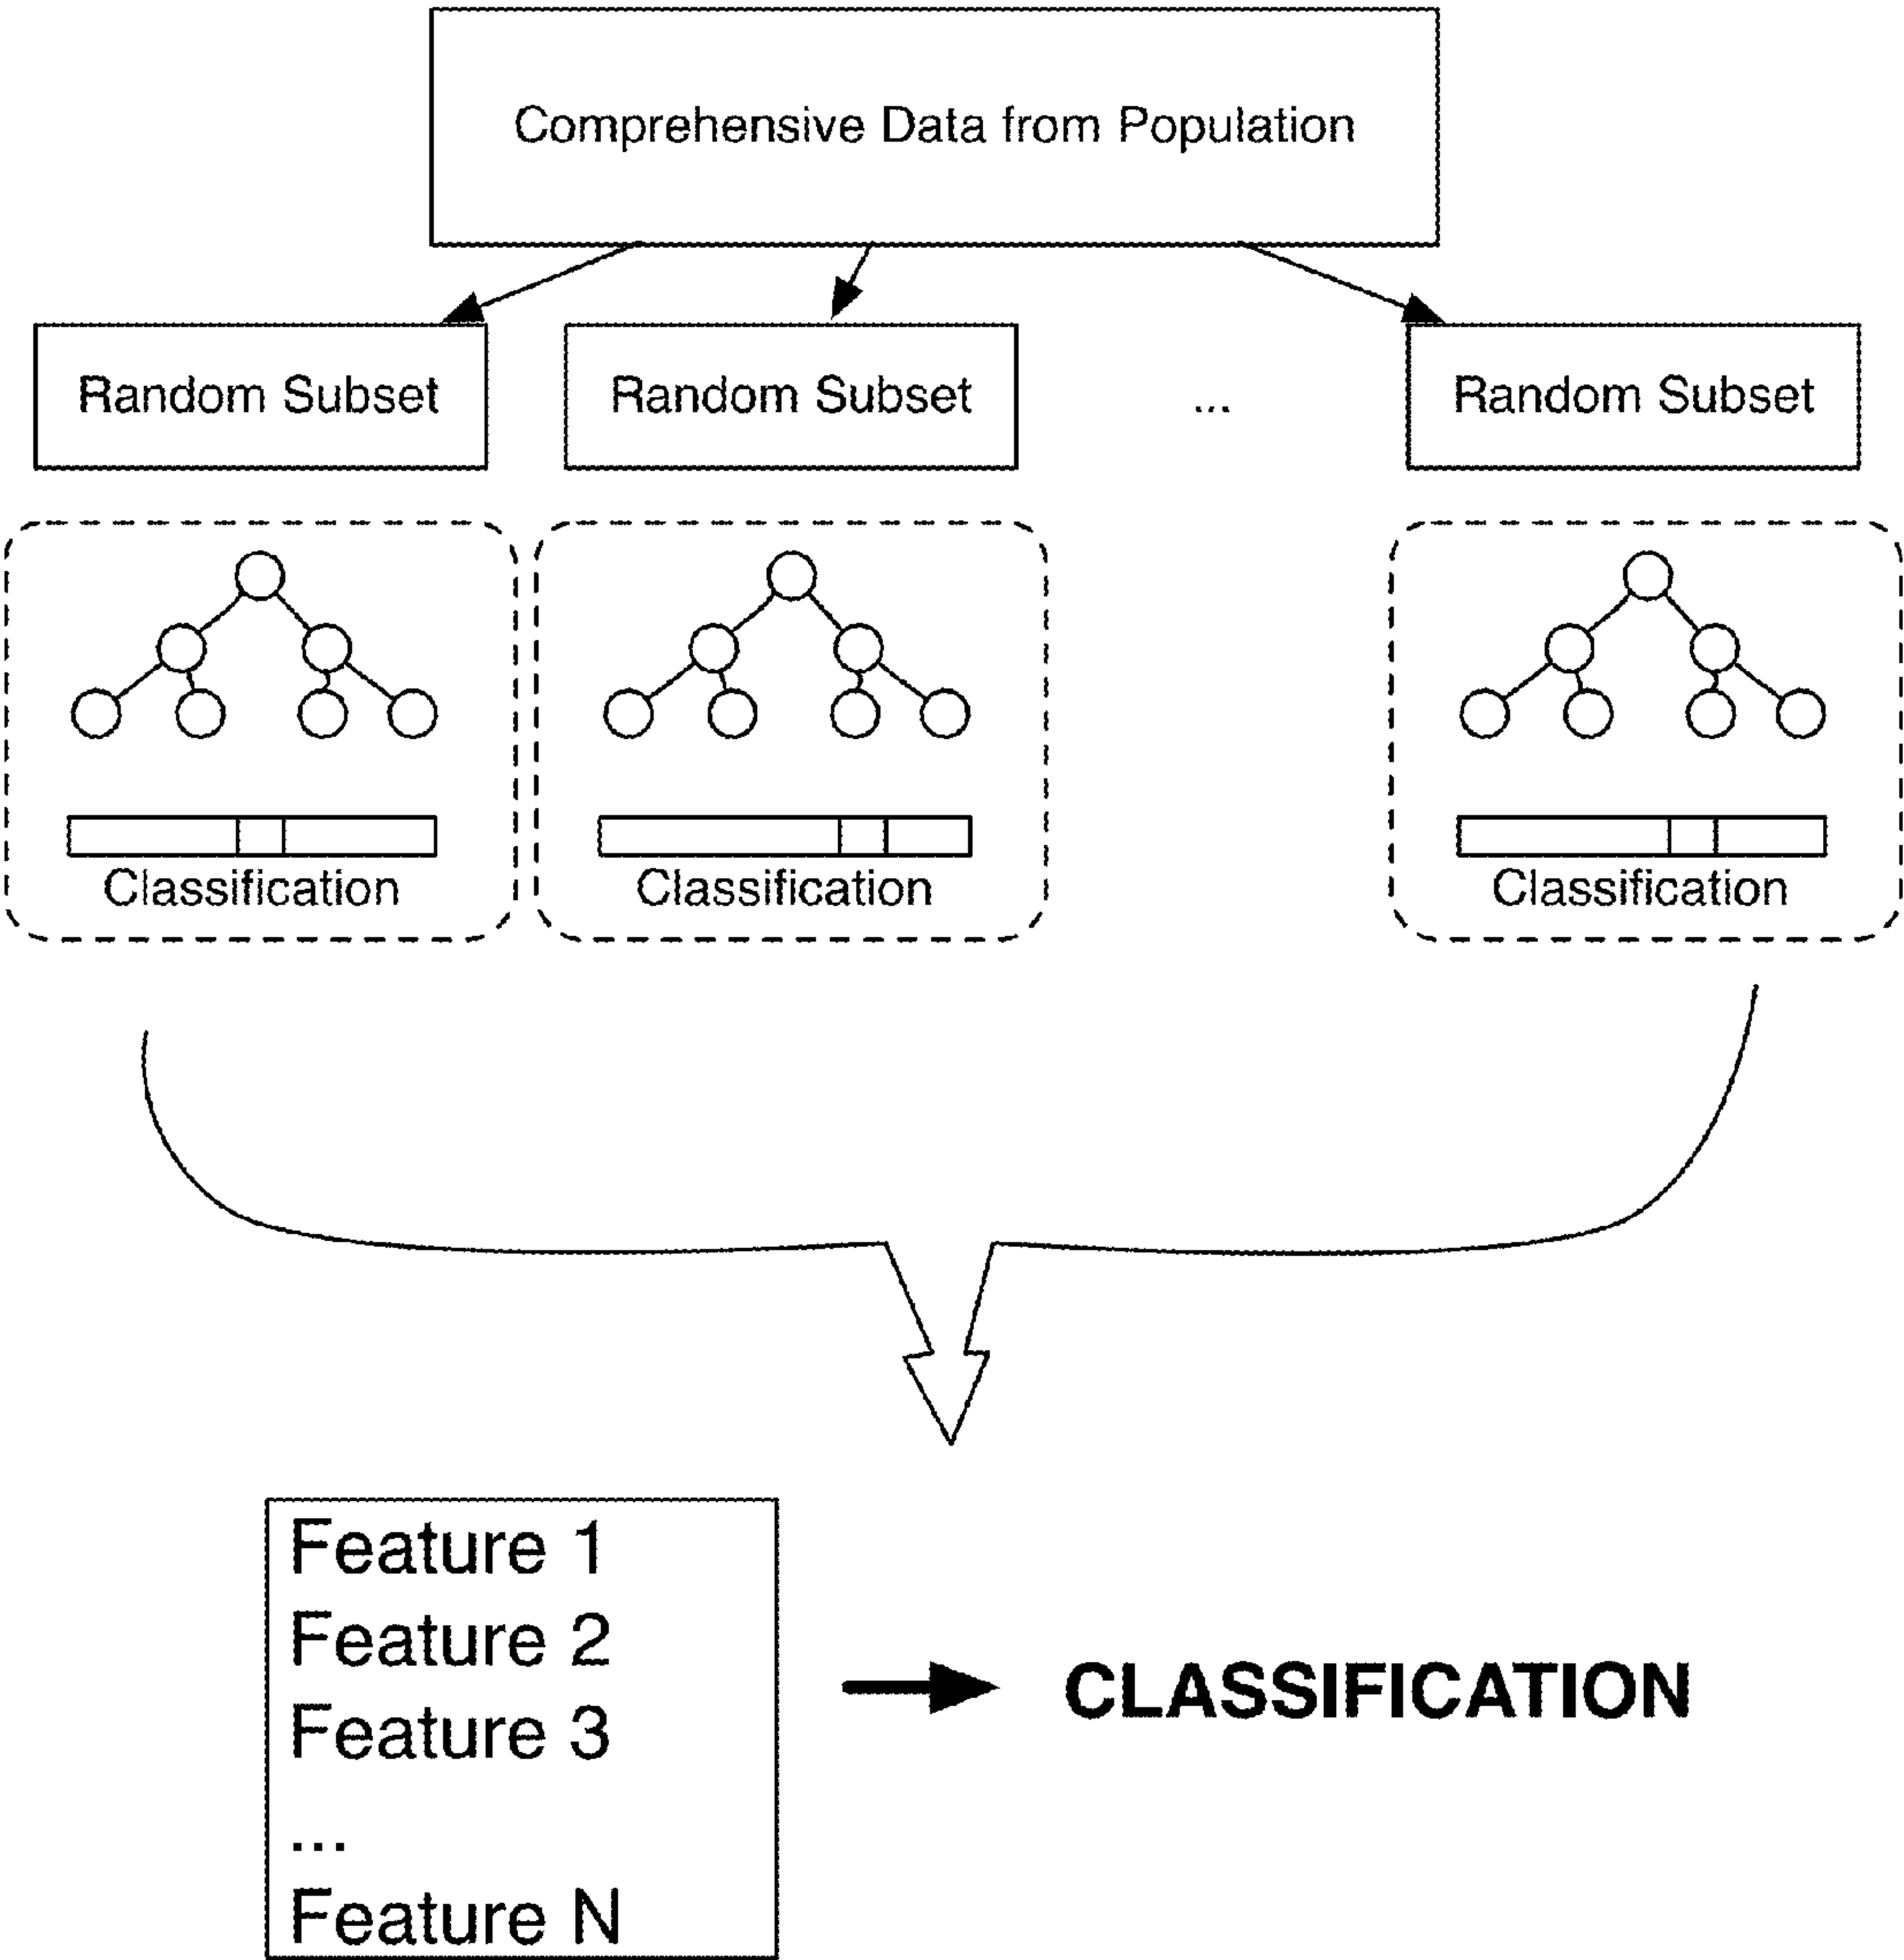 Comprehensive Data from Population
Random Subset
Random Subset
...
Random Subset
Classification
Classification
Classification
Feature 1
Feature 2
Feature 3
...
Feature N
CLASSIFICATION